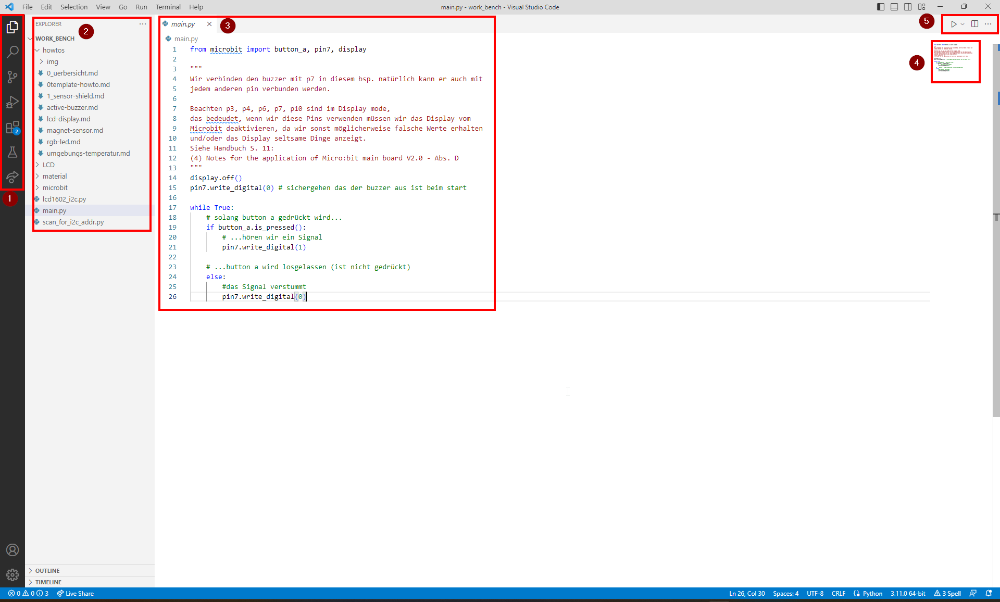 File Edit Selection View Go Run Terminal Help
main.py - work_bench - Visual Studio Code
1
2
EXPLORER
WORK_BENCH
howtos
img
0_uerbersicht.md
0template-howto.md
1_sensor-shield.md
active-buzzer.md
lcd-display.md
magnet-sensor.md
rgb-led.md
umgebungs-temperatur.md
LCD
material
microbit
lcd1602_i2c.py
main.py
scan_for_i2c_addr.py
OUTLINE
TIMELINE
2
3
main.py
main.py
1 from microbit import button_a, pin7, display
2
3 """
4 Wir verbinden den buzzer mit p7 in diesem bsp. natürlich kann er auch mit
5 jedem anderen pin verbunden werden.
6
7 Beachten p3, p4, p6, p7, p10 sind im Display mode,
8 das bedeudet, wenn wir diese Pins verwenden müssen wir das Display vom
9 Microbit deaktivieren, da wir sonst möglicherweise falsche Werte erhalten
10 und/oder das Display seltsame Dinge anzeigt.
11 Siehe Handbuch S. 11:
12 (4) Notes for the application of Micro:bit main board V2.0 - Abs. D
13 """
14 display.off()
15 pin7.write_digital(0) # sichergehen das der buzzer aus ist beim start
16
17 while True:
18 # solang button a gedrückt wird...
19 if button_a.is_pressed():
20 # ...hören wir ein Signal
21 pin7.write_digital(1)
22
23 # ...button a wird losgelassen (ist nicht gedrückt)
24 else:
25 #das Signal verstummt
26 pin7.write_digital(0)
4
5
0 0 3 Live Share
Ln 26, Col 30 Spaces: 4 UTF-8 CRLF Python 3.11.0 64-bit 3 Spell